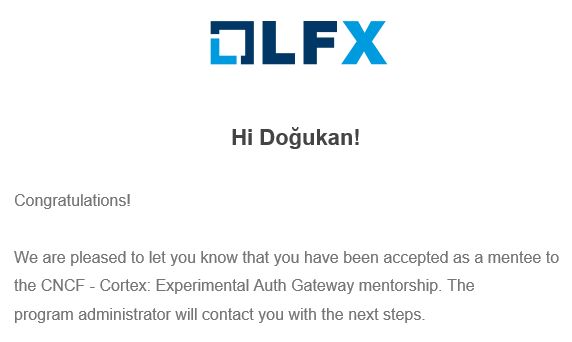 LFX
Hi Doğukan!
Congratulations!
We are pleased to let you know that you have been accepted as a mentee to
the CNCF - Cortex: Experimental Auth Gateway mentorship. The
program administrator will contact you with the next steps.